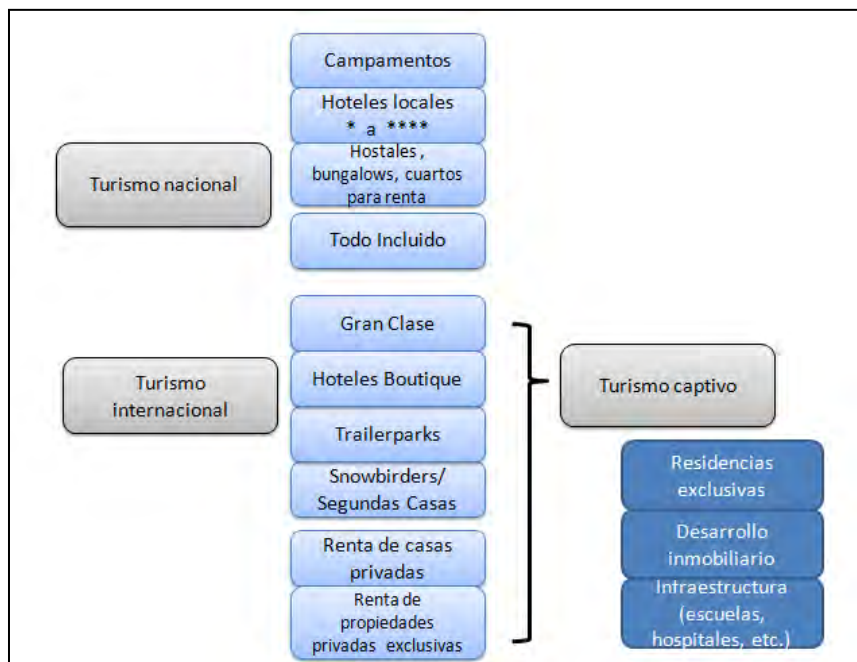 Turismo nacional
Campamentos
Hoteles locales
* a ****
Hostales ,
bungalows, cuartos
para renta
Todo Incluido
Turismo
internacional
Gran Clase
Hoteles Boutique
Trailerparks
Snowbirders/
Segundas Casas
Renta de casas
privadas
Renta de
propiedades
privadas exclusivas
Turismo captivo
Residencias
exclusivas
Desarrollo
inmobiliario
Infraestructura
(escuelas,
hospitales, etc.)